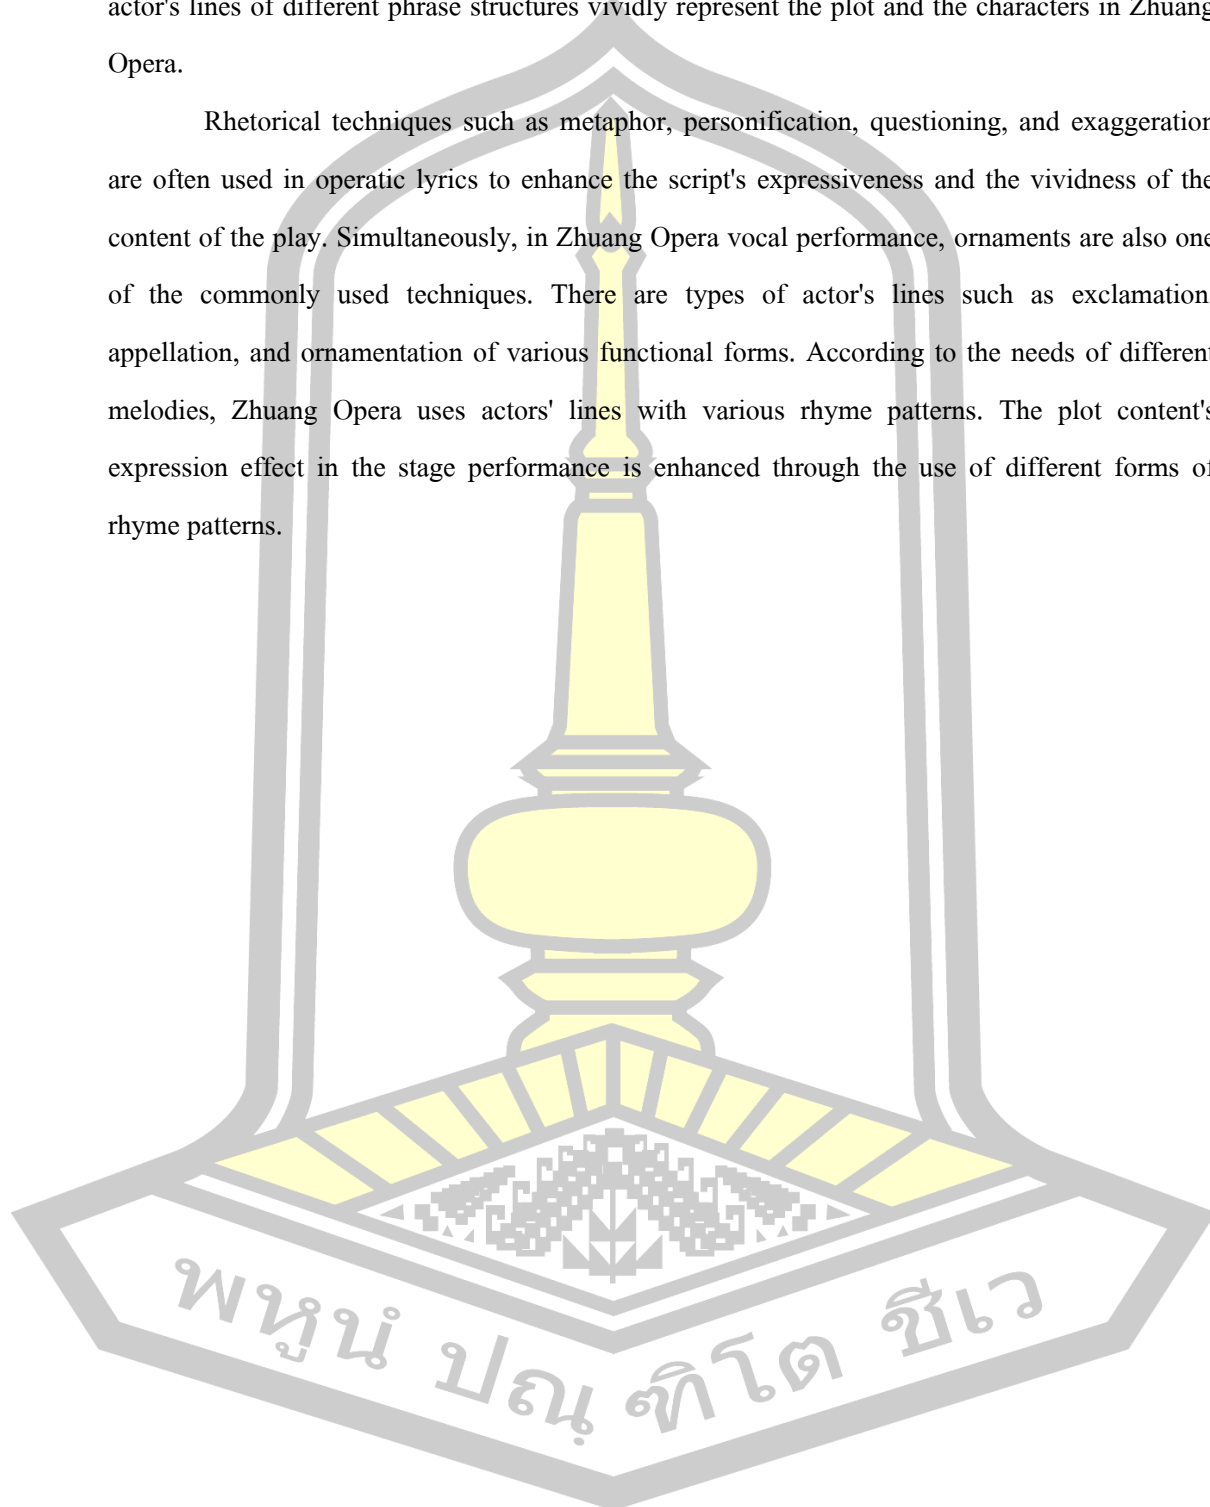 actor's lines of different phrase structures vividly represent the plot and the characters in Zhuang
Opera.
Rhetorical techniques such as metaphor, personification, questioning, and exaggeration
are often used in operatic lyrics to enhance the script's expressiveness and the vividness of the
content of the play. Simultaneously, in Zhuang Opera vocal performance, ornaments are also one
of the commonly used techniques. There are types of actor's lines such as exclamation,
appellation, and ornamentation of various functional forms. According to the needs of different
melodies, Zhuang Opera uses actors' lines with various rhyme patterns. The plot content's
expression effect in the stage performance is enhanced through the use of different forms of
rhyme patterns.
พหูนํ ปณฺฑิโต ชีเว